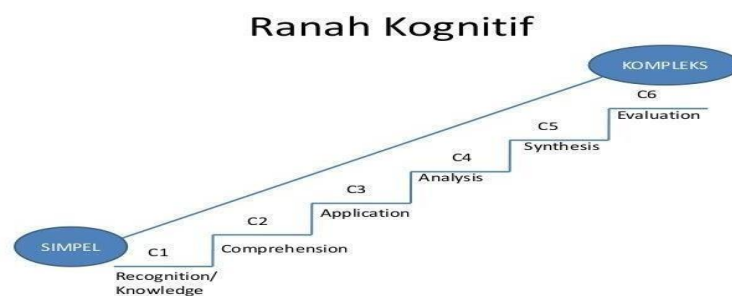 Ranah Kognitif
KOMPLEKS
C6
Evaluation
C5
Synthesis
C4
Analysis
C3
Application
C2
Comprehension
SIMPEL
C1
Recognition/
Knowledge